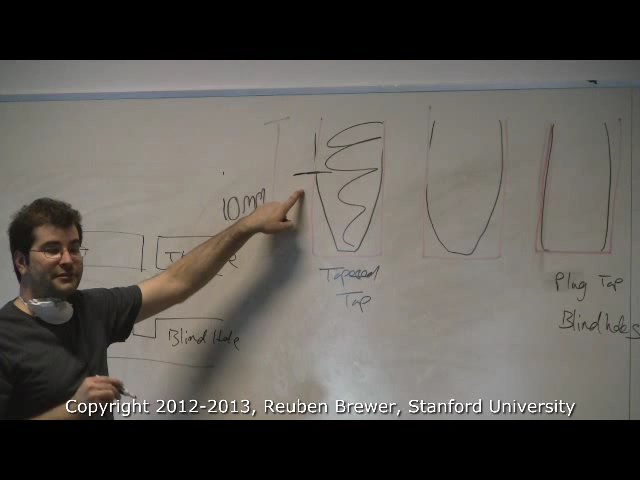 10mm
Tapered
Tap
Plug Tap
Blind holes
Blind Hole
Copyright 2012-2013, Reuben Brewer, Stanford University